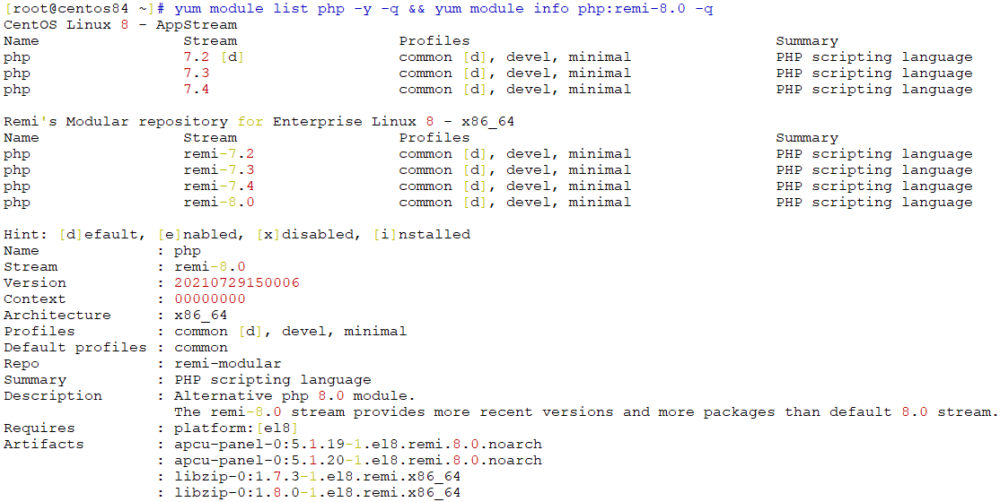 [root@centos84 ~]# yum module list php -y -q && yum module info php:remi-8.0 -q
CentOS Linux 8 - AppStream
Name                Stream                  Profiles                                  Summary
php                 7.2 [d]                 common [d], devel, minimal                PHP scripting language
php                 7.3                     common [d], devel, minimal                PHP scripting language
php                 7.4                     common [d], devel, minimal                PHP scripting language

Remi's Modular repository for Enterprise Linux 8 - x86_64
Name                Stream                  Profiles                                  Summary
php                 remi-7.2                common [d], devel, minimal                PHP scripting language
php                 remi-7.3                common [d], devel, minimal                PHP scripting language
php                 remi-7.4                common [d], devel, minimal                PHP scripting language
php                 remi-8.0                common [d], devel, minimal                PHP scripting language

Hint: [d]efault, [e]nabled, [x]disabled, [i]nstalled
Name             : php
Stream           : remi-8.0
Version          : 20210729150006
Context          : 00000000
Architecture     : x86_64
Profiles         : common [d], devel, minimal
Default profiles : common
Repo             : remi-modular
Summary          : PHP scripting language
Description      : Alternative php 8.0 module.
                   The remi-8.0 stream provides more recent versions and more packages than default 8.0 stream.
Requires         : platform:[el8]
Artifacts        : apcu-panel-0:5.1.19-1.el8.remi.8.0.noarch
                 : apcu-panel-0:5.1.20-1.el8.remi.8.0.noarch
                 : libzip-0:1.7.3-1.el8.remi.x86_64
                 : libzip-0:1.8.0-1.el8.remi.x86_64